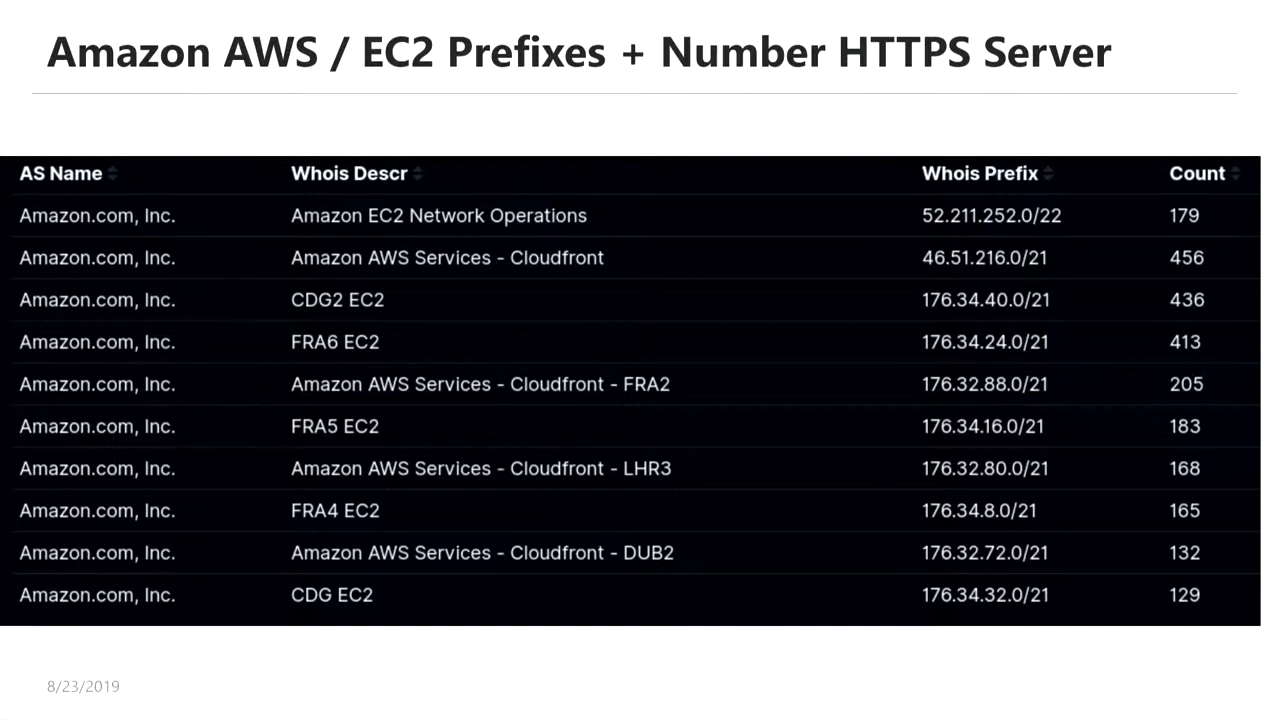 Amazon AWS / EC2 Prefixes + Number HTTPS Server
AS Name Whois Descr Whois Prefix Count
Amazon.com, Inc. Amazon EC2 Network Operations 52.211.252.0/22 179
Amazon.com, Inc. Amazon AWS Services - Cloudfront 46.51.216.0/21 456
Amazon.com, Inc. CDG2 EC2 176.34.40.0/21 436
Amazon.com, Inc. FRA6 EC2 176.34.24.0/21 413
Amazon.com, Inc. Amazon AWS Services - Cloudfront - FRA2 176.32.88.0/21 205
Amazon.com, Inc. FRA5 EC2 176.34.16.0/21 183
Amazon.com, Inc. Amazon AWS Services - Cloudfront - LHR3 176.32.80.0/21 168
Amazon.com, Inc. FRA4 EC2 176.34.8.0/21 165
Amazon.com, Inc. Amazon AWS Services - Cloudfront - DUB2 176.32.72.0/21 132
Amazon.com, Inc. CDG EC2 176.34.32.0/21 129
8/23/2019